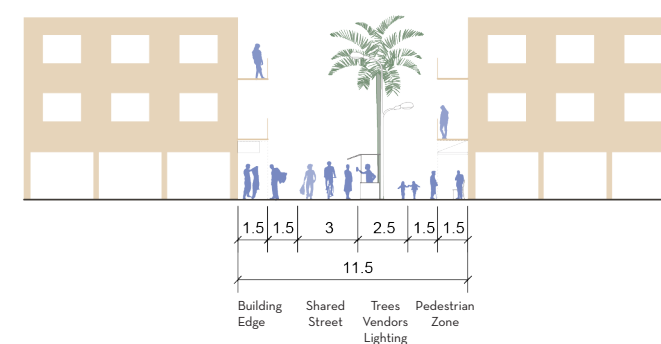 1.5 1.5 3 2.5 1.5 1.5
11.5
Building Shared Trees Pedestrian
Edge Street Vendors Zone
Lighting